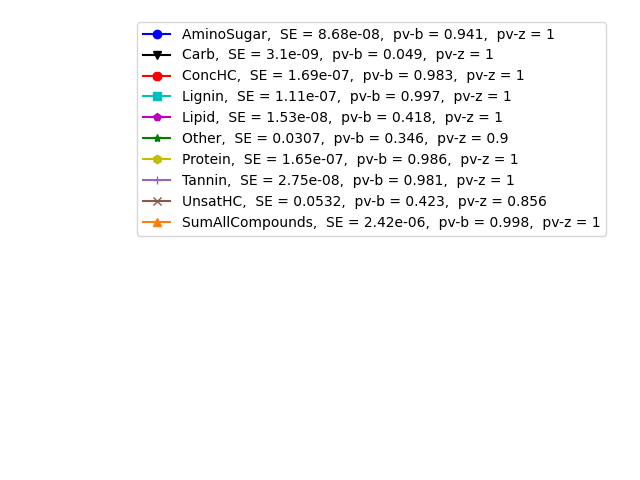 AminoSugar,  SE = 8.68e-08,  pv-b = 0.941,  pv-z = 1
Carb,  SE = 3.1e-09,  pv-b = 0.049,  pv-z = 1
ConcHC,  SE = 1.69e-07,  pv-b = 0.983,  pv-z = 1
Lignin,  SE = 1.11e-07,  pv-b = 0.997,  pv-z = 1
Lipid,  SE = 1.53e-08,  pv-b = 0.418,  pv-z = 1
Other,  SE = 0.0307,  pv-b = 0.346,  pv-z = 0.9
Protein,  SE = 1.65e-07,  pv-b = 0.986,  pv-z = 1
Tannin,  SE = 2.75e-08,  pv-b = 0.981,  pv-z = 1
UnsatHC,  SE = 0.0532,  pv-b = 0.423,  pv-z = 0.856
SumAllCompounds,  SE = 2.42e-06,  pv-b = 0.998,  pv-z = 1